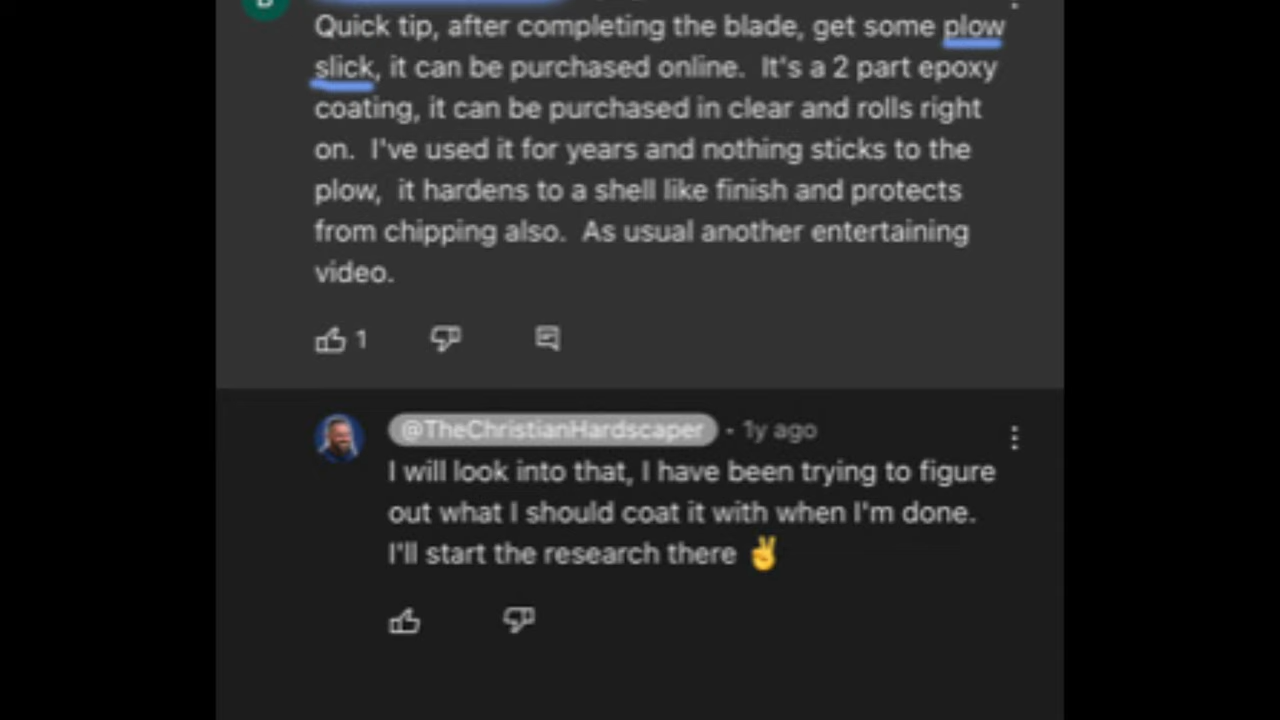 Quick tip, after completing the blade, get some plow
slick, it can be purchased online. It's a 2 part epoxy
coating, it can be purchased in clear and rolls right
on. I've used it for years and nothing sticks to the
plow, it hardens to a shell like finish and protects
from chipping also. As usual another entertaining
video.
1
@TheChristianHardscaper · 1y ago
I will look into that, I have been trying to figure
out what I should coat it with when I'm done.
I'll start the research there ✌️